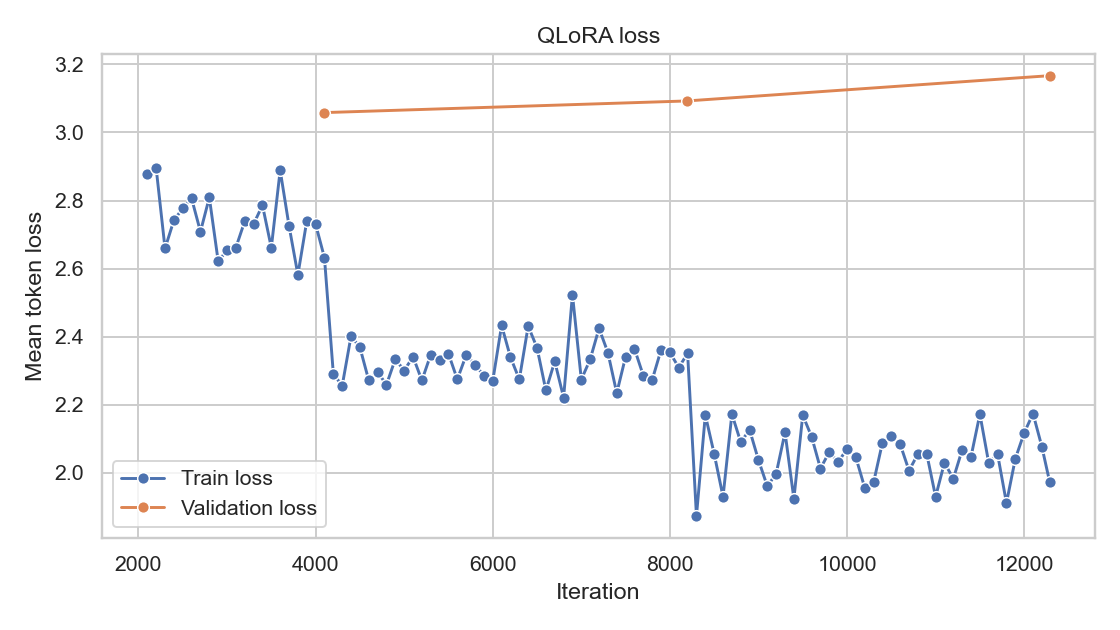 QLoRA loss
Mean token loss
3.2
3.0
2.8
2.6
2.4
2.2
2.0
Train loss
Validation loss
2000
4000
6000
8000
10000
12000
Iteration